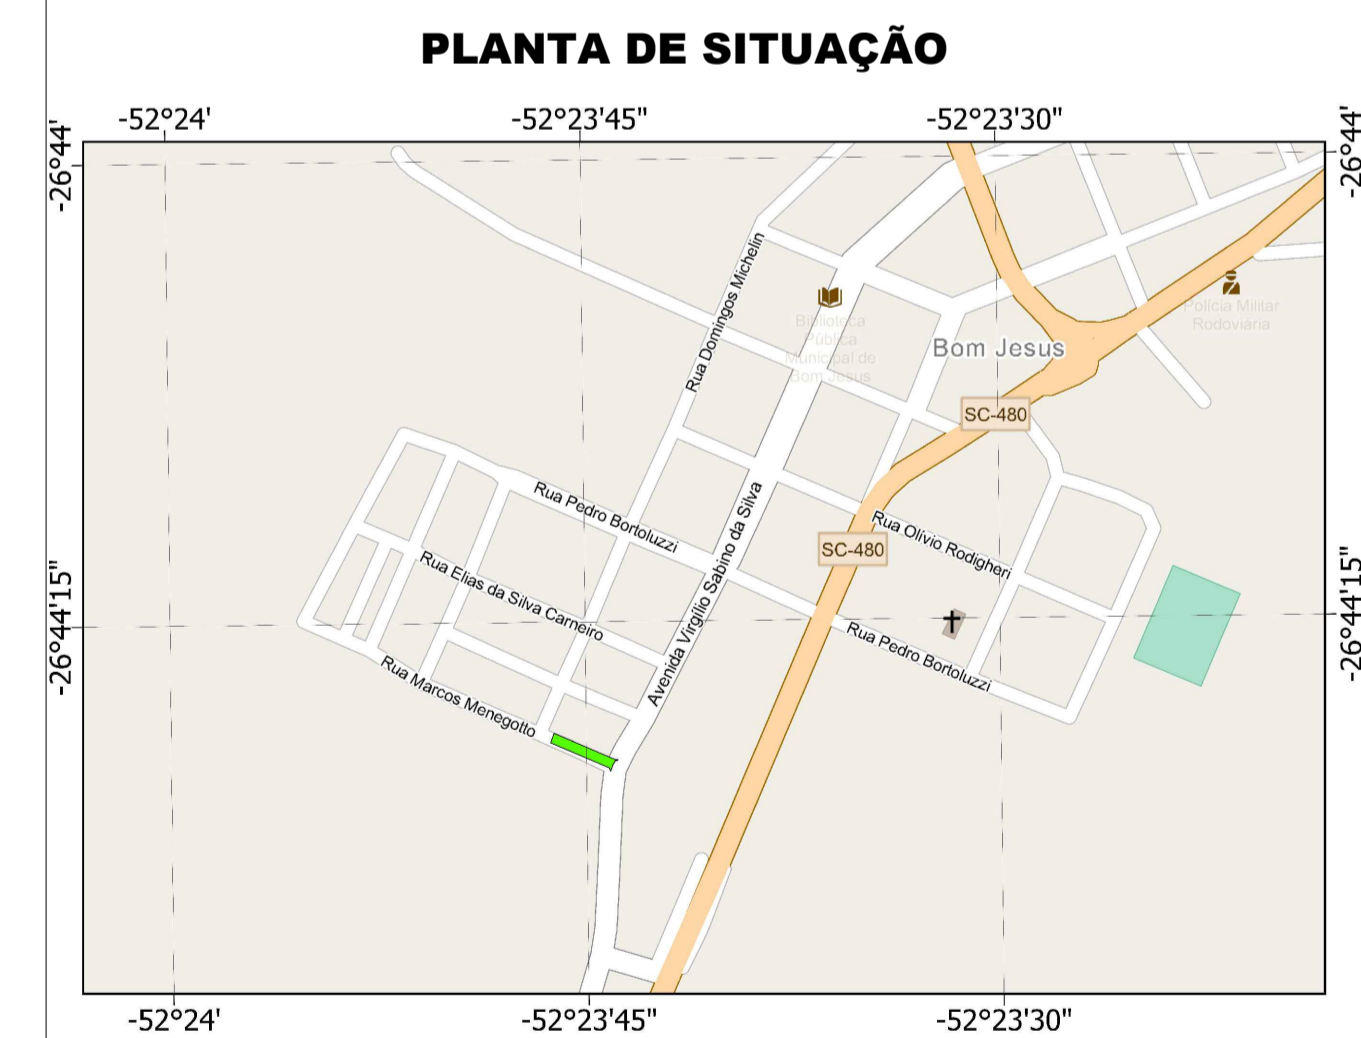 PLANTA DE SITUAÇÃO
-52°24'
-52°23'45"
-52°23'30"
-26°44'
-26°44'
Rua Domingos Michelin
Biblioteca
Pública
Municipal de
Bom Jesus
Polícia Militar
Rodoviária
Bom Jesus
SC-480
Rua Pedro Bortoluzzi
Rua Olivio Rodigheri
SC-480
Avenida Virgílio Sabino da Silva
Rua Elias da Silva Carneiro
-26°44'15"
-26°44'15"
Rua Pedro Bortoluzzi
Rua Marcos Menegotto
-52°24'
-52°23'45"
-52°23'30"